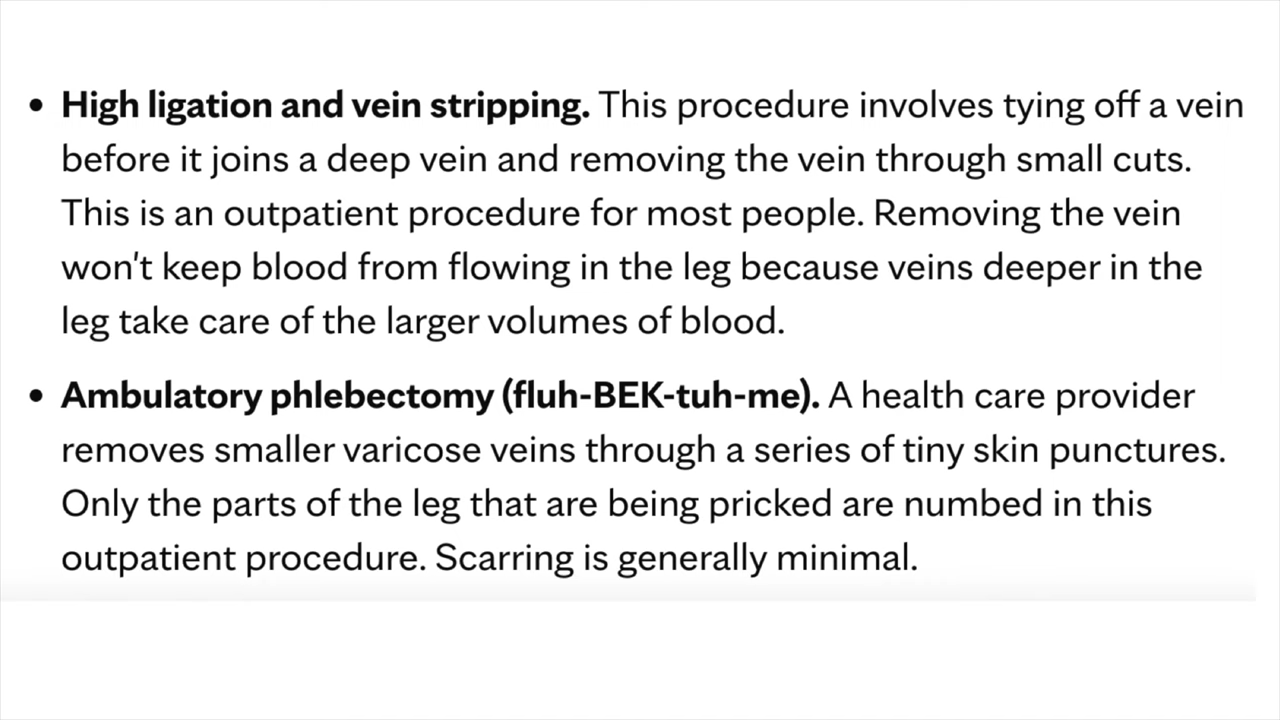 • High ligation and vein stripping. This procedure involves tying off a vein
before it joins a deep vein and removing the vein through small cuts.
This is an outpatient procedure for most people. Removing the vein
won't keep blood from flowing in the leg because veins deeper in the
leg take care of the larger volumes of blood.
• Ambulatory phlebectomy (fluh-BEK-tuh-me). A health care provider
removes smaller varicose veins through a series of tiny skin punctures.
Only the parts of the leg that are being pricked are numbed in this
outpatient procedure. Scarring is generally minimal.